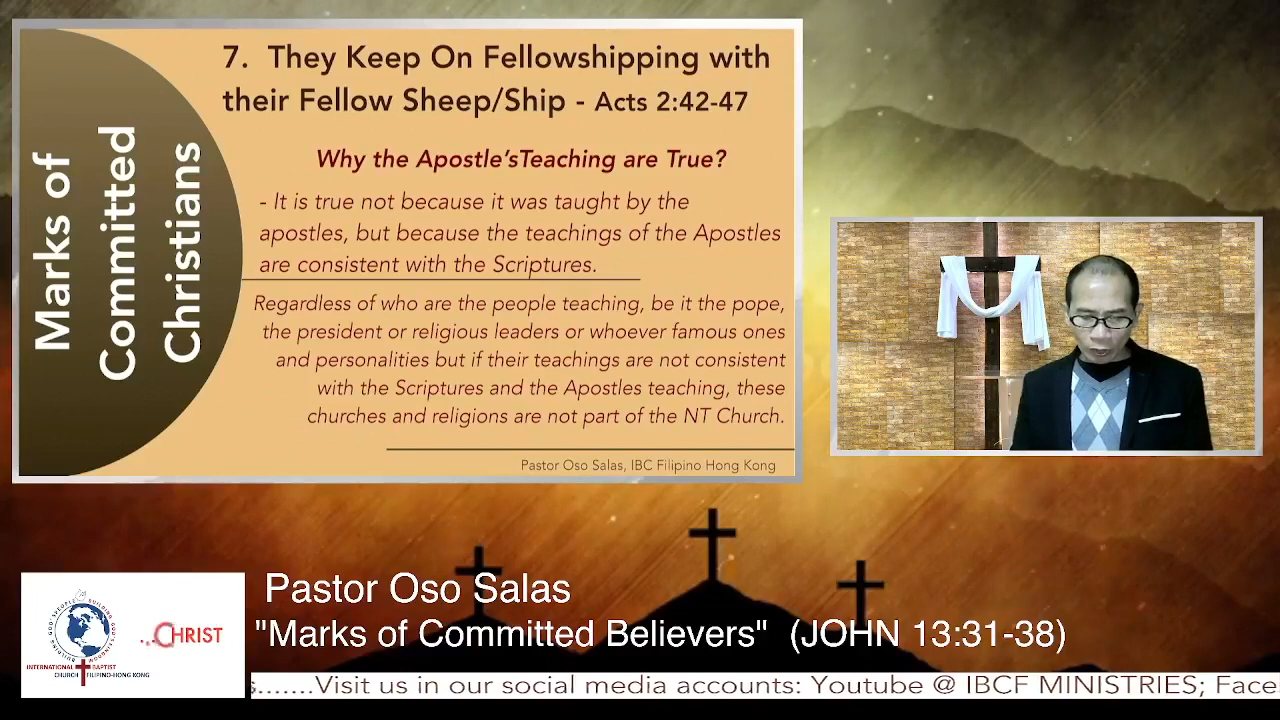 7. They Keep On Fellowshipping with
their Fellow Sheep/Ship - Acts 2:42-47
Marks of
Committed
Christians
Why the Apostle'sTeaching are True?
- It is true not because it was taught by the
apostles, but because the teachings of the Apostles
are consistent with the Scriptures.
Regardless of who are the people teaching, be it the pope,
the president or religious leaders or whoever famous ones
and personalities but if their teachings are not consistent
with the Scriptures and the Apostles teaching, these
churches and religions are not part of the NT Church.
Pastor Oso Salas, IBC Filipino Hong Kong
Pastor Oso Salas
"Marks of Committed Believers" (JOHN 13:31-38)
...CHRIST
INTERNATIONAL BAPTIST
CHURCH FILIPINO-HONG KONG
s.......Visit us in our social media accounts: Youtube @ IBCF MINISTRIES; Face